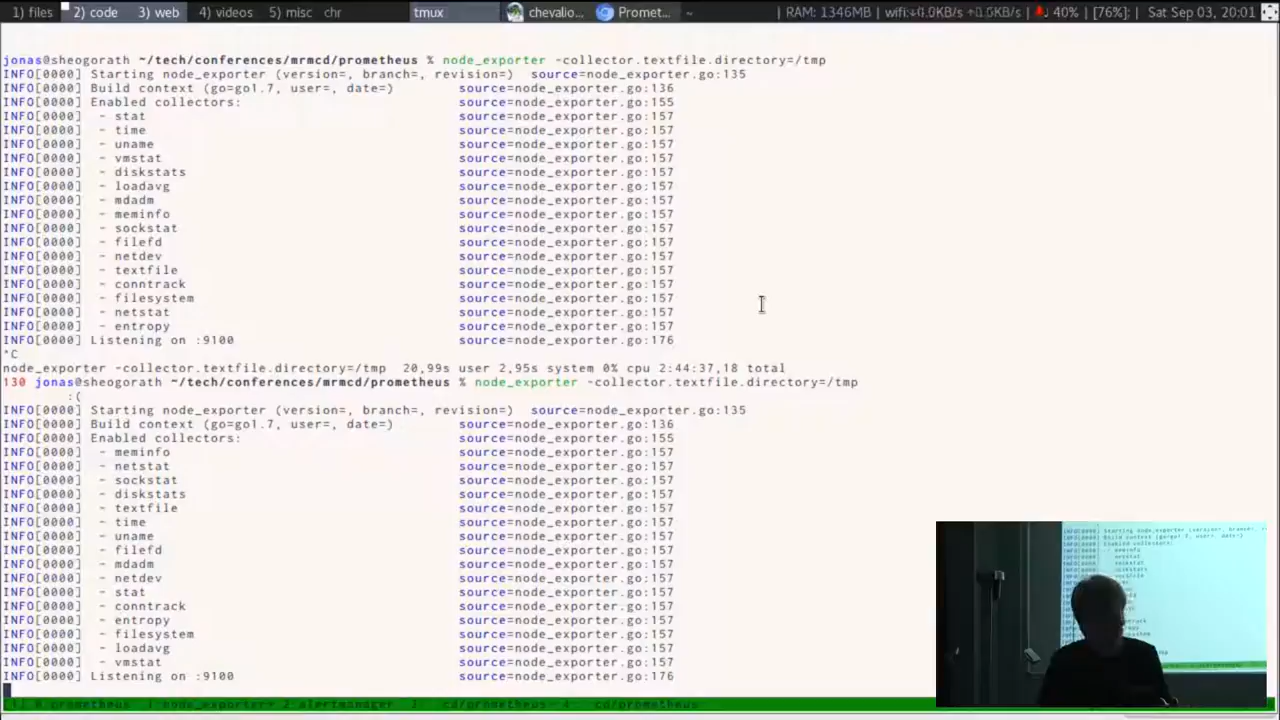 1) files 2) code 3) web 4) videos 5) misc chr tmux chevalio... Promet... ~ | RAM: 1346MB | wifi: 0.0KB/s 0.0KB/s | 40% | [76%]: | Sat Sep 03, 20:01
jonas@sheogorath ~/tech/conferences/mrmcd/prometheus % node_exporter -collector.textfile.directory=/tmp
INFO[0000] Starting node_exporter (version=, branch=, revision=) source=node_exporter.go:135
INFO[0000] Build context (go=go1.7, user=, date=) source=node_exporter.go:136
INFO[0000] Enabled collectors: source=node_exporter.go:155
INFO[0000] - stat source=node_exporter.go:157
INFO[0000] - time source=node_exporter.go:157
INFO[0000] - uname source=node_exporter.go:157
INFO[0000] - vmstat source=node_exporter.go:157
INFO[0000] - diskstats source=node_exporter.go:157
INFO[0000] - loadavg source=node_exporter.go:157
INFO[0000] - mdadm source=node_exporter.go:157
INFO[0000] - meminfo source=node_exporter.go:157
INFO[0000] - sockstat source=node_exporter.go:157
INFO[0000] - filefd source=node_exporter.go:157
INFO[0000] - netdev source=node_exporter.go:157
INFO[0000] - textfile source=node_exporter.go:157
INFO[0000] - conntrack source=node_exporter.go:157
INFO[0000] - filesystem source=node_exporter.go:157
INFO[0000] - netstat source=node_exporter.go:157
INFO[0000] - entropy source=node_exporter.go:157
INFO[0000] Listening on :9100 source=node_exporter.go:176
^C
node_exporter -collector.textfile.directory=/tmp 20,99s user 2,95s system 0% cpu 2:44:37,18 total
130 jonas@sheogorath ~/tech/conferences/mrmcd/prometheus % node_exporter -collector.textfile.directory=/tmp
:(
INFO[0000] Starting node_exporter (version=, branch=, revision=) source=node_exporter.go:135
INFO[0000] Build context (go=go1.7, user=, date=) source=node_exporter.go:136
INFO[0000] Enabled collectors: source=node_exporter.go:155
INFO[0000] - meminfo source=node_exporter.go:157
INFO[0000] - netstat source=node_exporter.go:157
INFO[0000] - sockstat source=node_exporter.go:157
INFO[0000] - diskstats source=node_exporter.go:157
INFO[0000] - textfile source=node_exporter.go:157
INFO[0000] - time source=node_exporter.go:157
INFO[0000] - uname source=node_exporter.go:157
INFO[0000] - filefd source=node_exporter.go:157
INFO[0000] - mdadm source=node_exporter.go:157
INFO[0000] - netdev source=node_exporter.go:157
INFO[0000] - stat source=node_exporter.go:157
INFO[0000] - conntrack source=node_exporter.go:157
INFO[0000] - entropy source=node_exporter.go:157
INFO[0000] - filesystem source=node_exporter.go:157
INFO[0000] - loadavg source=node_exporter.go:157
INFO[0000] - vmstat source=node_exporter.go:157
INFO[0000] Listening on :9100 source=node_exporter.go:176
0:prometheus 1:node_exporter* 2:alertmanager 3: cd/prometheus- 4: cd/prometheus